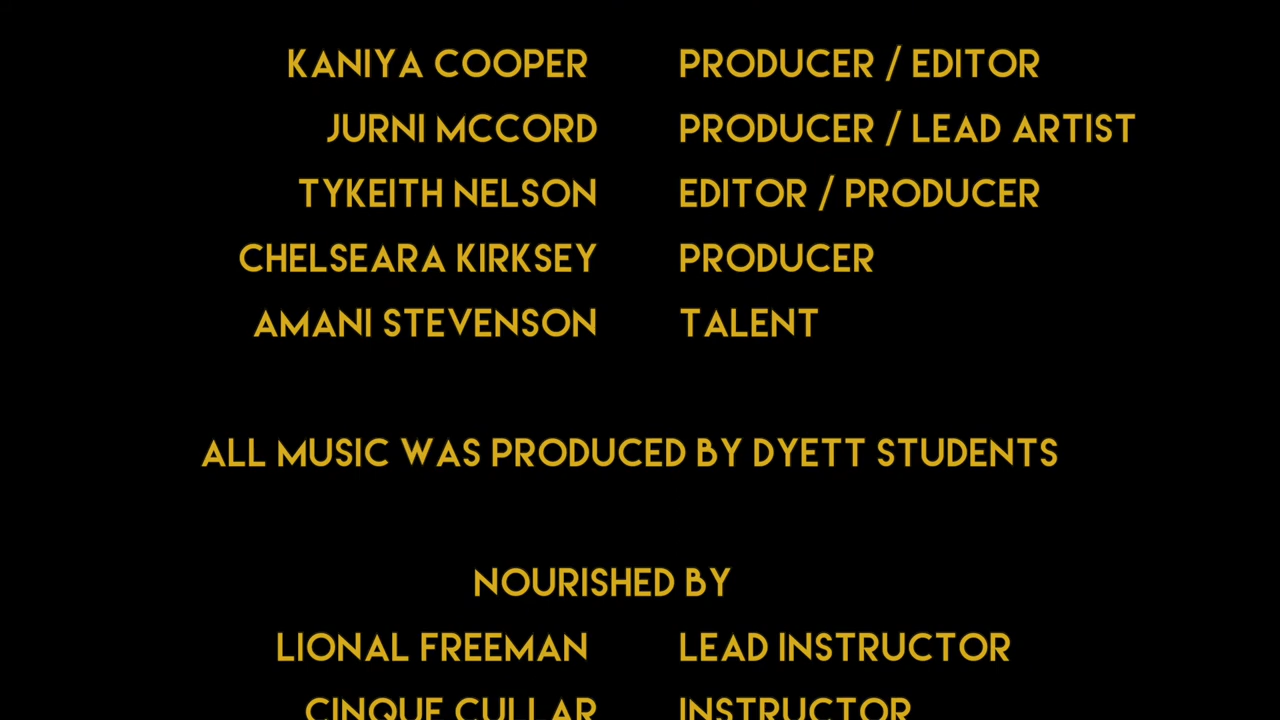 KANIYA COOPER PRODUCER / EDITOR
JURNI MCCORD PRODUCER / LEAD ARTIST
TYKEITH NELSON EDITOR / PRODUCER
CHELSEARA KIRKSEY PRODUCER
AMANI STEVENSON TALENT
ALL MUSIC WAS PRODUCED BY DYETT STUDENTS
NOURISHED BY
LIONAL FREEMAN LEAD INSTRUCTOR
CINQUE CULLAR INSTRUCTOR